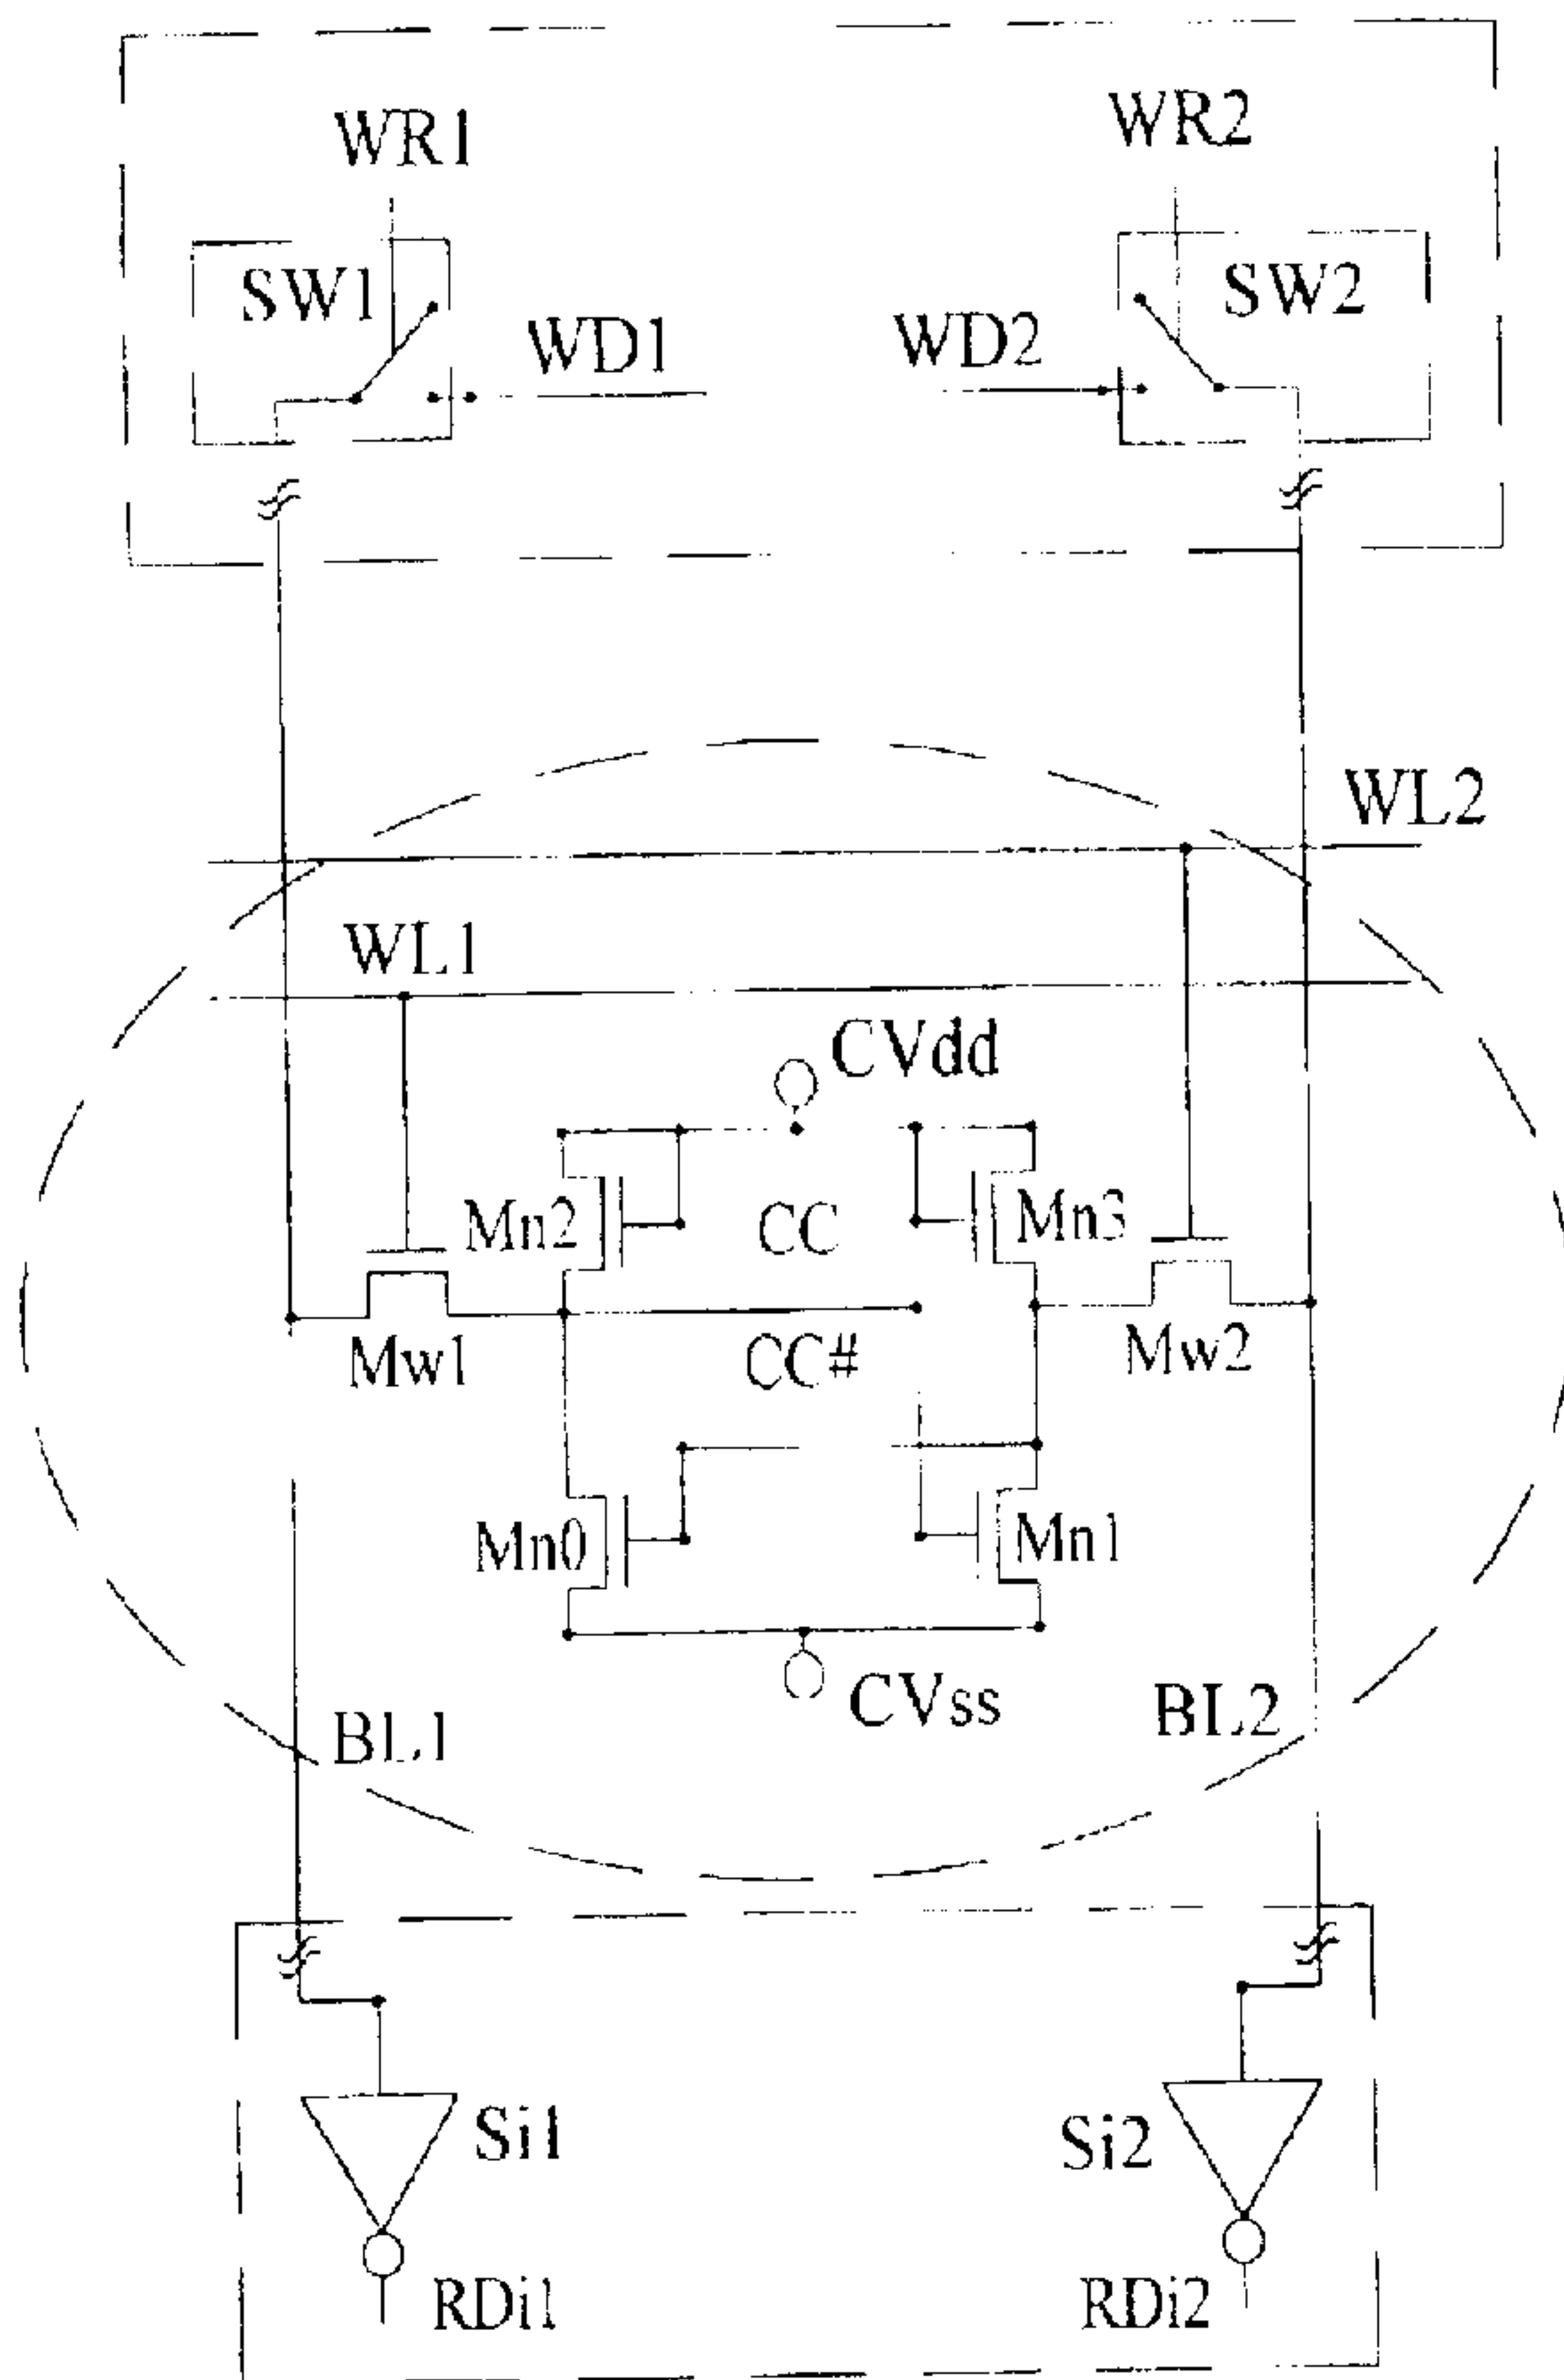 WR1 WR2
SW1 SW2
WD1 WD2
WL2
WL1
CVdd
Mn2 CC Mn3
Mw1 CC# Mw2
Mn0 Mn1
CVss
BL1 BL2
Si1 Si2
RDi1 RDi2